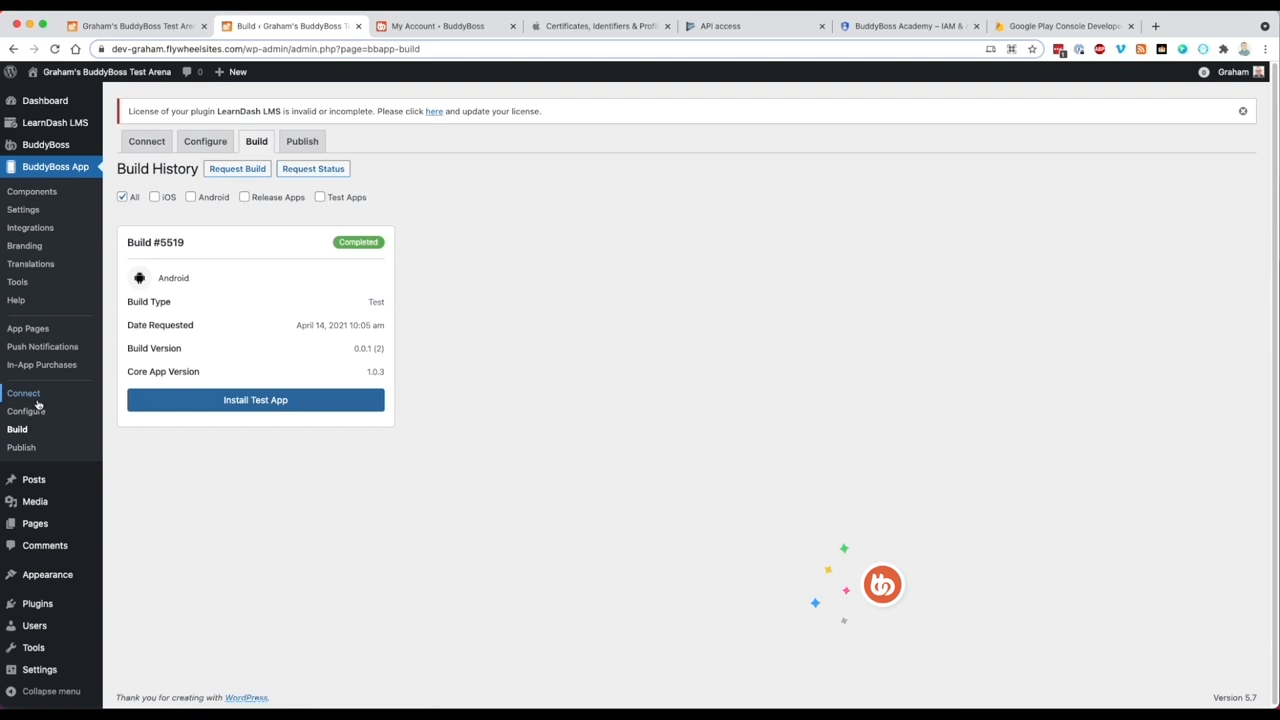 Graham's BuddyBoss Test Aren
Build ‹ Graham's BuddyBoss Te
My Account ‹ BuddyBoss
Certificates, Identifiers & Profil
API access
BuddyBoss Academy – IAM & A
Google Play Console Develope
dev-graham.flywheelsites.com/wp-admin/admin.php?page=bbapp-build
Graham's BuddyBoss Test Arena
0
New
0
Graham
Dashboard
LearnDash LMS
BuddyBoss
BuddyBoss App
Components
Settings
Integrations
Branding
Translations
Tools
Help
App Pages
Push Notifications
In-App Purchases
Connect
Configure
Build
Publish
Posts
Media
Pages
Comments
Appearance
Plugins
Users
Tools
Settings
Collapse menu
License of your plugin LearnDash LMS is invalid or incomplete. Please click here and update your license.
Connect
Configure
Build
Publish
Build History
Request Build
Request Status
All
iOS
Android
Release Apps
Test Apps
Build #5519
Completed
Android
Build Type
Test
Date Requested
April 14, 2021 10:05 am
Build Version
0.0.1 (2)
Core App Version
1.0.3
Install Test App
Thank you for creating with WordPress.
Version 5.7